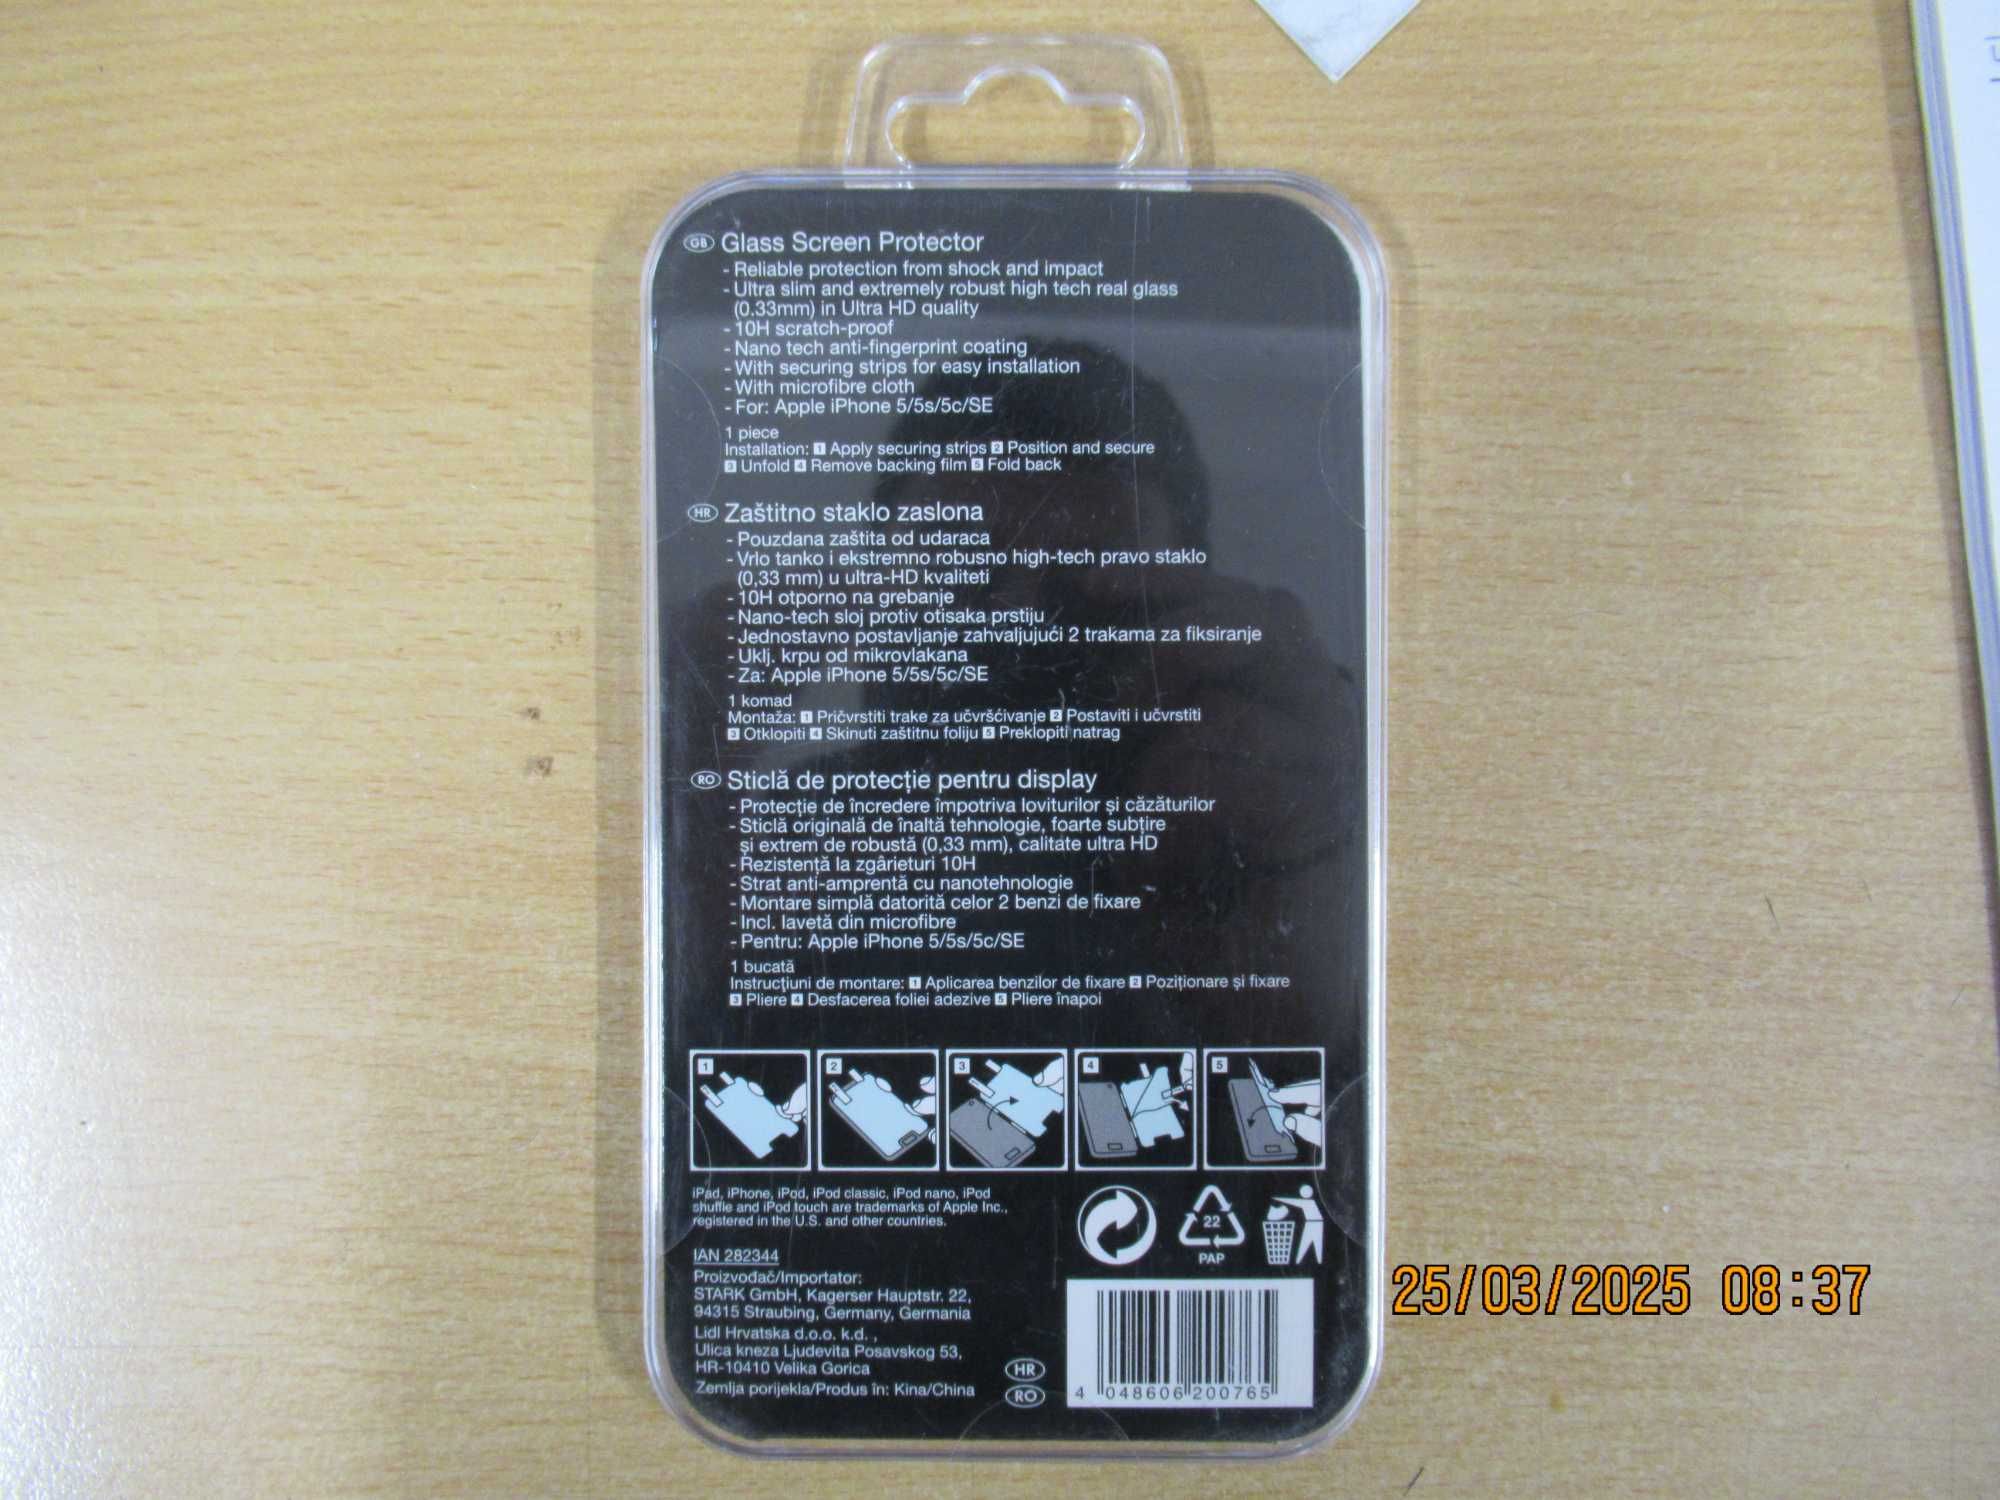 GB Glass Screen Protector
- Reliable protection from shock and impact
- Ultra slim and extremely robust high tech real glass
(0.33mm) in Ultra HD quality
- 10H scratch-proof
- Nano tech anti-fingerprint coating
- With securing strips for easy installation
- With microfibre cloth
- For: Apple iPhone 5/5s/5c/SE
1 piece
Installation: 1 Apply securing strips 2 Position and secure
3 Unfold 4 Remove backing film 5 Fold back
HR Zaštitno staklo zaslona
- Pouzdana zaštita od udaraca
- Vrlo tanko i ekstremno robusno high-tech pravo staklo
(0,33 mm) u ultra-HD kvaliteti
- 10H otporno na grebanje
- Nano-tech sloj protiv otisaka prstiju
- Jednostavno postavljanje zahvaljujući 2 trakama za fiksiranje
- Uklj. krpu od mikrovlakana
- Za: Apple iPhone 5/5s/5c/SE
1 komad
Montaža: 1 Pričvrstiti trake za učvršćivanje 2 Postaviti i učvrstiti
3 Otklopiti 4 Skinuti zaštitnu foliju 5 Preklopiti natrag
RO Sticlă de protecție pentru display
- Protecție de încredere împotriva loviturilor și căzăturilor
- Sticlă originală de înaltă tehnologie, foarte subțire
și extrem de robustă (0,33 mm), calitate ultra HD
- Rezistență la zgârieturi 10H
- Strat anti-amprentă cu nanotehnologie
- Montare simplă datorită celor 2 benzi de fixare
- Incl. lavetă din microfibre
- Pentru: Apple iPhone 5/5s/5c/SE
1 bucată
Instrucțiuni de montare: 1 Aplicarea benzilor de fixare 2 Poziționare și fixare
3 Pliere 4 Desfacerea foliei adezive 5 Pliere înapoi
1 2 3 4 5
iPad, iPhone, iPod, iPod classic, iPod nano, iPod
shuffle and iPod touch are trademarks of Apple Inc.,
registered in the U.S. and other countries.
22
PAP
IAN 282344
Proizvođač/Importator:
STARK GmbH, Kagerser Hauptstr. 22,
94315 Straubing, Germany, Germania
Lidl Hrvatska d.o.o. k.d. ,
Ulica kneza Ljudevita Posavskog 53,
HR-10410 Velika Gorica
Zemlja porijekla/Produs în: Kina/China
HR
RO
4 048606 200765
25/03/2025 08:37